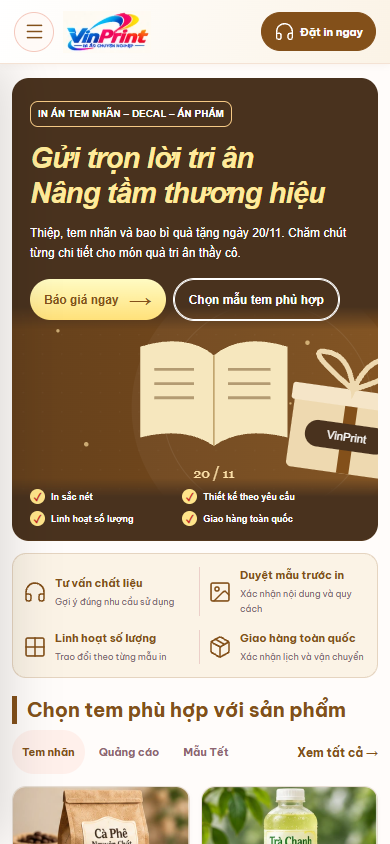 VinPrint
IN ẤN CHUYÊN NGHIỆP
Đặt in ngay
IN ẤN TEM NHÃN – DECAL – ẤN PHẨM
Gửi trọn lời tri ân
Nâng tầm thương hiệu
Thiệp, tem nhãn và bao bì quà tặng ngày 20/11. Chăm chút
từng chi tiết cho món quà tri ân thầy cô.
Báo giá ngay →
Chọn mẫu tem phù hợp
VinPrint
20 / 11
In sắc nét
Thiết kế theo yêu cầu
Linh hoạt số lượng
Giao hàng toàn quốc
Tư vấn chất liệu
Gợi ý đúng nhu cầu sử dụng
Duyệt mẫu trước in
Xác nhận nội dung và quy
cách
Linh hoạt số lượng
Trao đổi theo từng mẫu in
Giao hàng toàn quốc
Xác nhận lịch và vận chuyển
Chọn tem phù hợp với sản phẩm
Tem nhãn
Quảng cáo
Mẫu Tết
Xem tất cả →
Cà Phê
Nguyên Chất
Trà Chanh